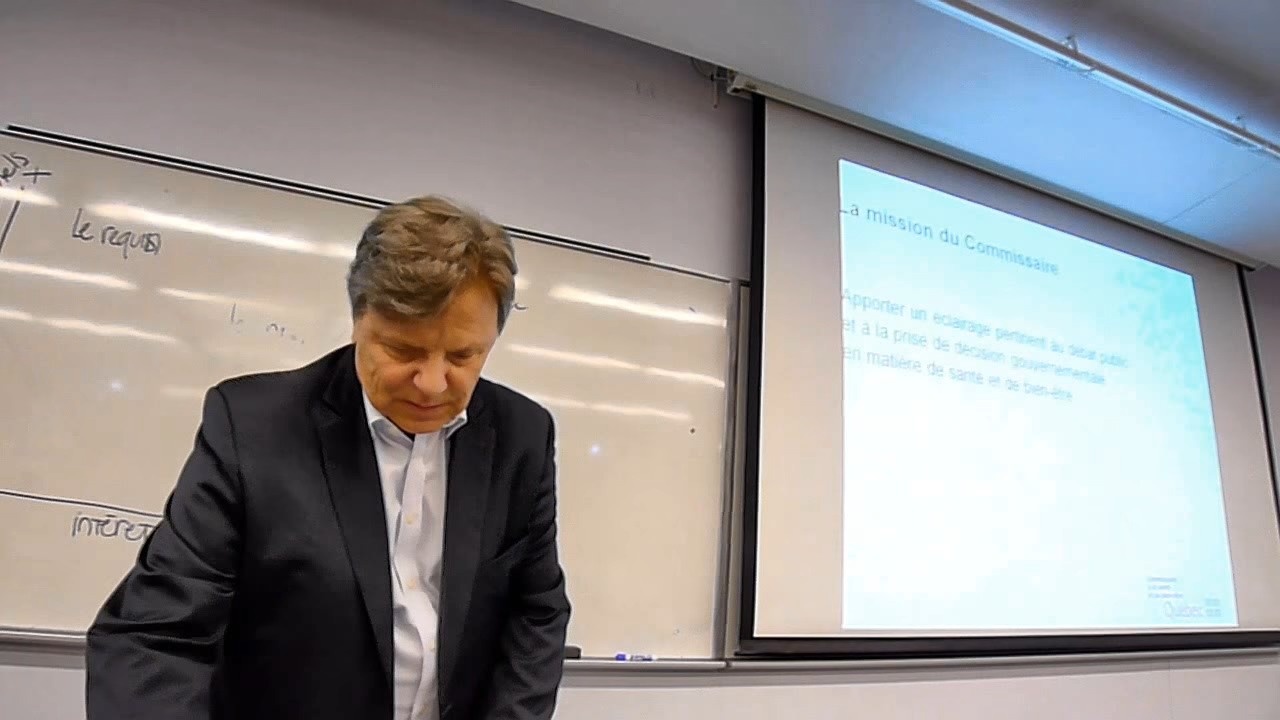 le requis
intérêt
La mission du Commissaire
Apporter un éclairage pertinent au débat public
et à la prise de décision gouvernementale
en matière de santé et de bien-être
Québec